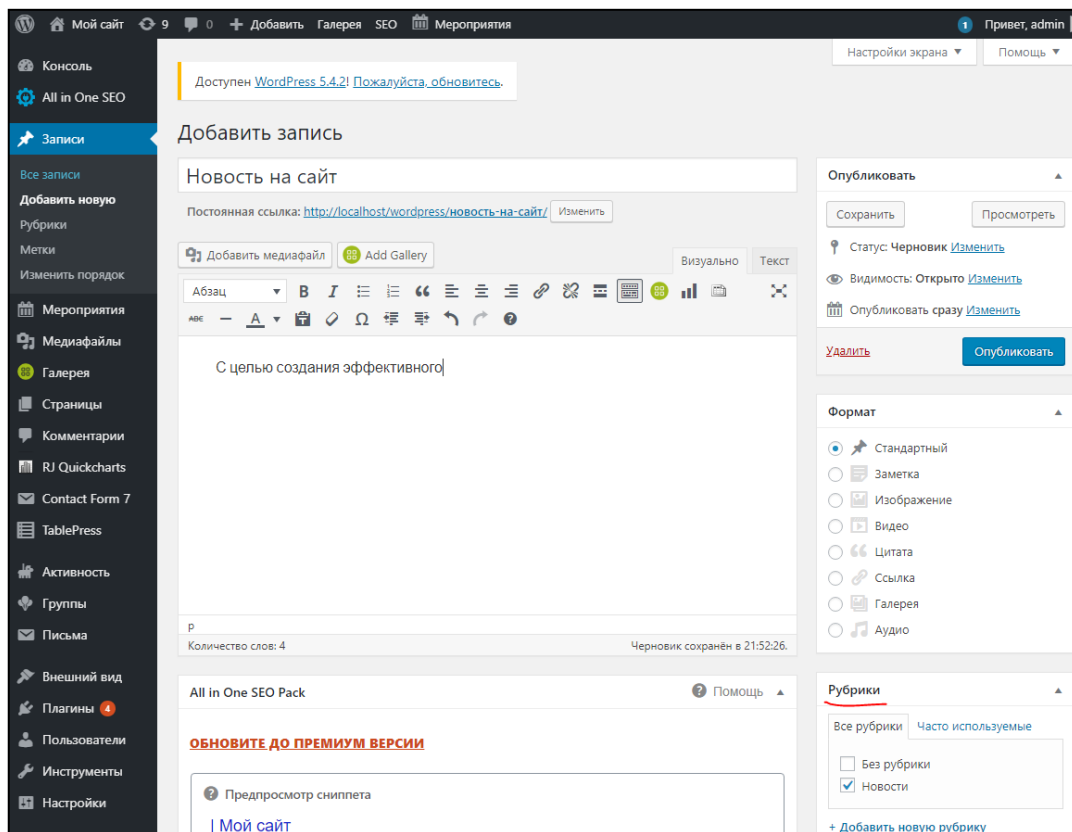 Мой сайт 9 0 Добавить Галерея SEO Мероприятия 1 Привет, admin
Настройки экрана Помощь
Консоль
All in One SEO
Записи
Все записи
Добавить новую
Рубрики
Метки
Изменить порядок
Мероприятия
Медиафайлы
Галерея
Страницы
Комментарии
RJ Quickcharts
Contact Form 7
TablePress
Активность
Группы
Письма
Внешний вид
Плагины 4
Пользователи
Инструменты
Настройки
Доступен WordPress 5.4.2! Пожалуйста, обновитесь.
Добавить запись
Новость на сайт
Постоянная ссылка: http://localhost/wordpress/новость-на-сайт/ Изменить
Добавить медиафайл Add Gallery Визуально Текст
Абзац B I
ABC A Ω
С целью создания эффективного
p
Количество слов: 4 Черновик сохранён в 21:52:26.
All in One SEO Pack Помощь
ОБНОВИТЕ ДО ПРЕМИУМ ВЕРСИИ
Предпросмотр сниппета
| Мой сайт
Опубликовать
Сохранить Просмотреть
Статус: Черновик Изменить
Видимость: Открыто Изменить
Опубликовать сразу Изменить
Удалить Опубликовать
Формат
Стандартный
Заметка
Изображение
Видео
Цитата
Ссылка
Галерея
Аудио
Рубрики
Все рубрики Часто используемые
Без рубрики
Новости
+ Добавить новую рубрику